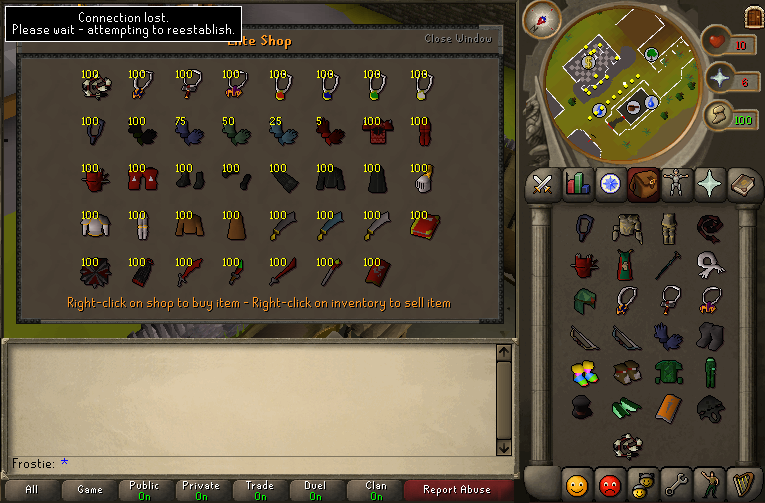 Connection lost.
Please wait - attempting to reestablish.
Elite Shop
Close Window
100 100 100 100 100 100 100 100
100 100 75 50 25 5 100 100
100 100 100 100 100 100 100 100
100 100 100 100 100 100 100 100
100 100 100 100 100 100 100
Right-click on shop to buy item - Right-click on inventory to sell item
10
6
100
Frostie: *
All
Game
Public
On
Private
On
Trade
On
Duel
On
Clan
On
Report Abuse